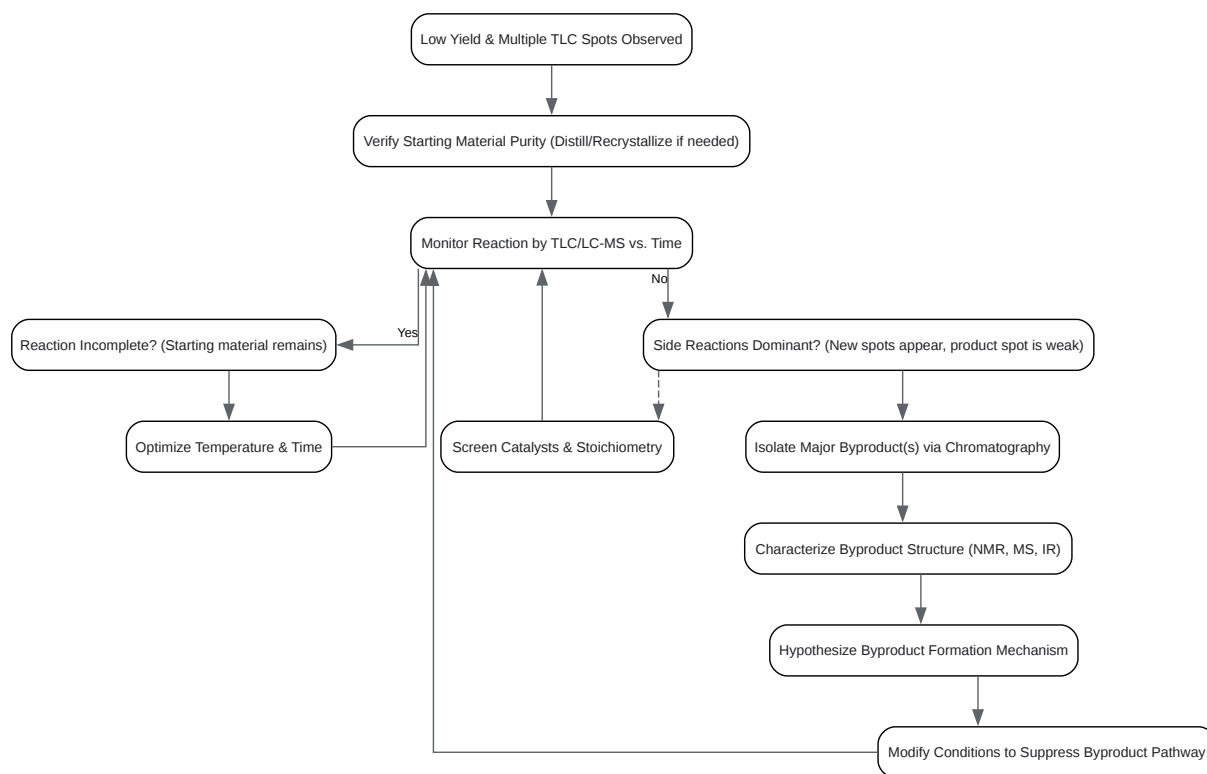 Low Yield & Multiple TLC Spots Observed
Verify Starting Material Purity (Distill/Recrystallize if needed)
Monitor Reaction by TLC/LC-MS vs. Time
No
Yes
Reaction Incomplete? (Starting material remains)
Side Reactions Dominant? (New spots appear, product spot is weak)
Optimize Temperature & Time
Screen Catalysts & Stoichiometry
Isolate Major Byproduct(s) via Chromatography
Characterize Byproduct Structure (NMR, MS, IR)
Hypothesize Byproduct Formation Mechanism
Modify Conditions to Suppress Byproduct Pathway